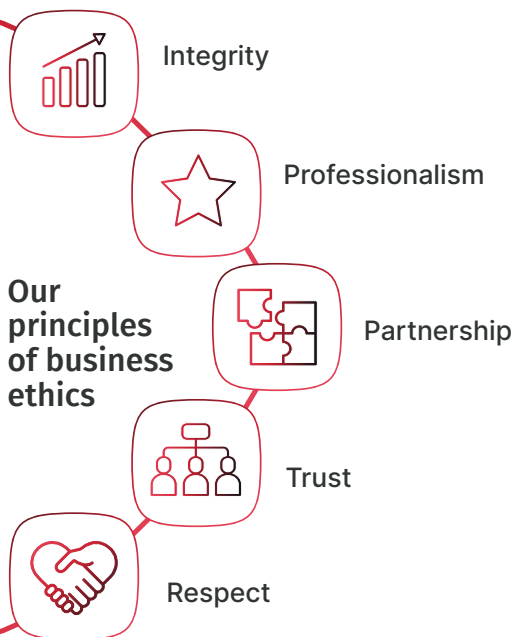 Integrity
Professionalism
Our
principles
of business
ethics
Partnership
Trust
Respect